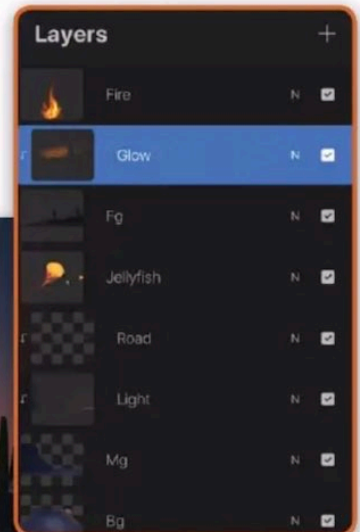 Layers
Fire N
Glow N
Fg N
Jellyfish N
Road N
Light N
Mg N
Bg N